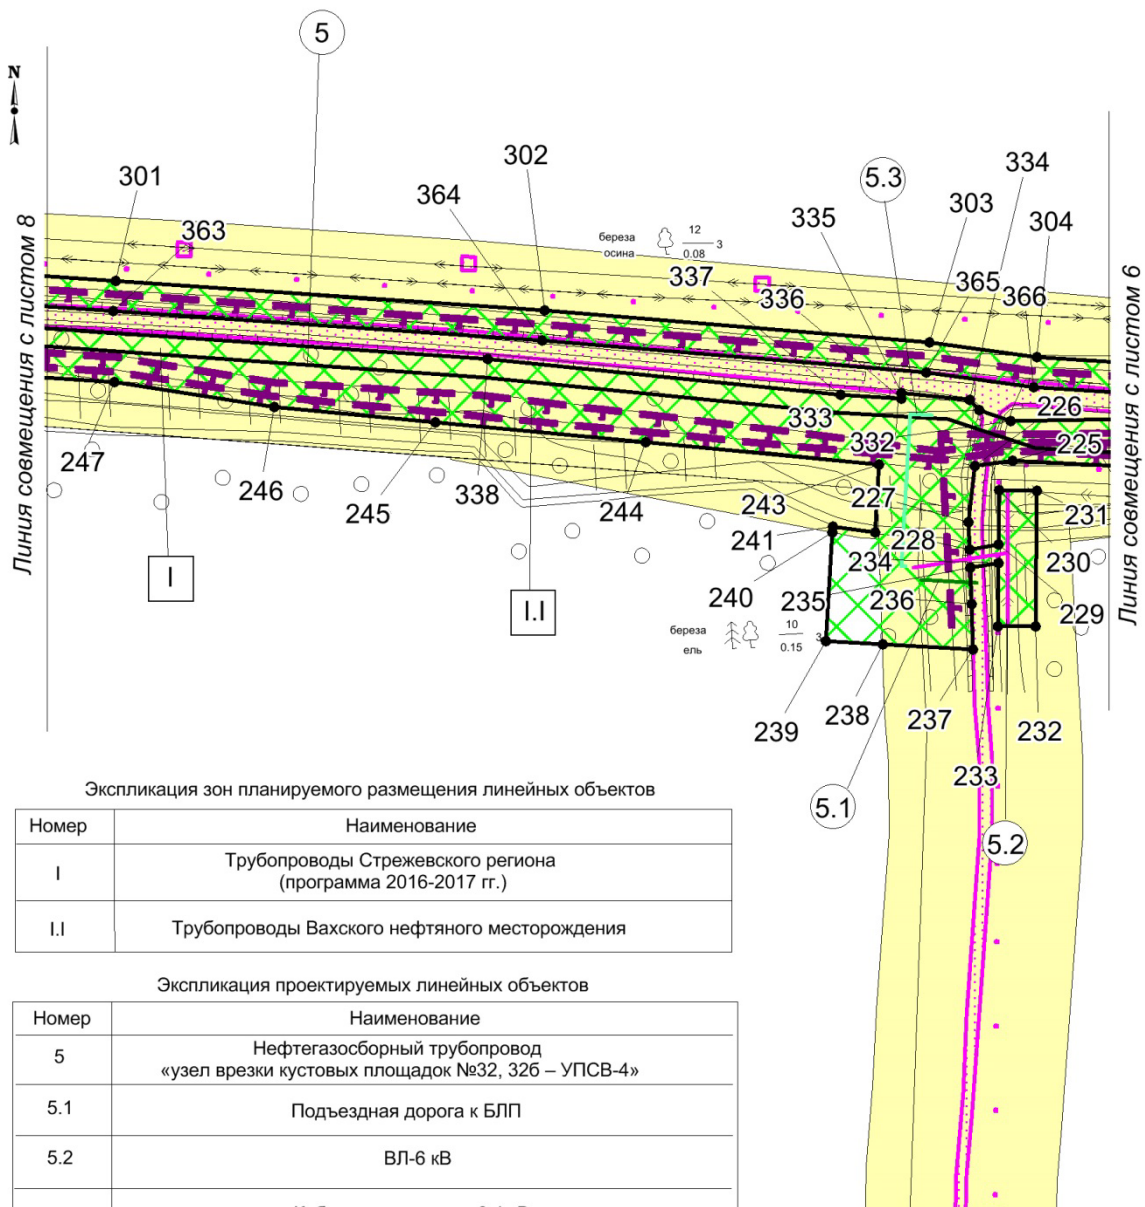 5
N
302
334
301
364
5.3
303
335
304
363
береза
осина
12
0.08
3
337
365
336
366
Линия совмещения с листом 8
Линия совмещения с листом 6
226
333
225
332
247
246
338
243
227
231
245
244
241
228
234
230
I
I.I
240
235
236
229
береза
ель
10
0.15
3
239
238
237
232
233
5.1
5.2
Экспликация зон планируемого размещения линейных объектов
Номер Наименование
I Трубопроводы Стрежевского региона
(программа 2016-2017 гг.)
I.I Трубопроводы Вахского нефтяного месторождения
Экспликация проектируемых линейных объектов
Номер Наименование
5 Нефтегазосборный трубопровод
«узел врезки кустовых площадок №32, 32б – УПСВ-4»
5.1 Подъездная дорога к БЛП
5.2 ВЛ-6 кВ